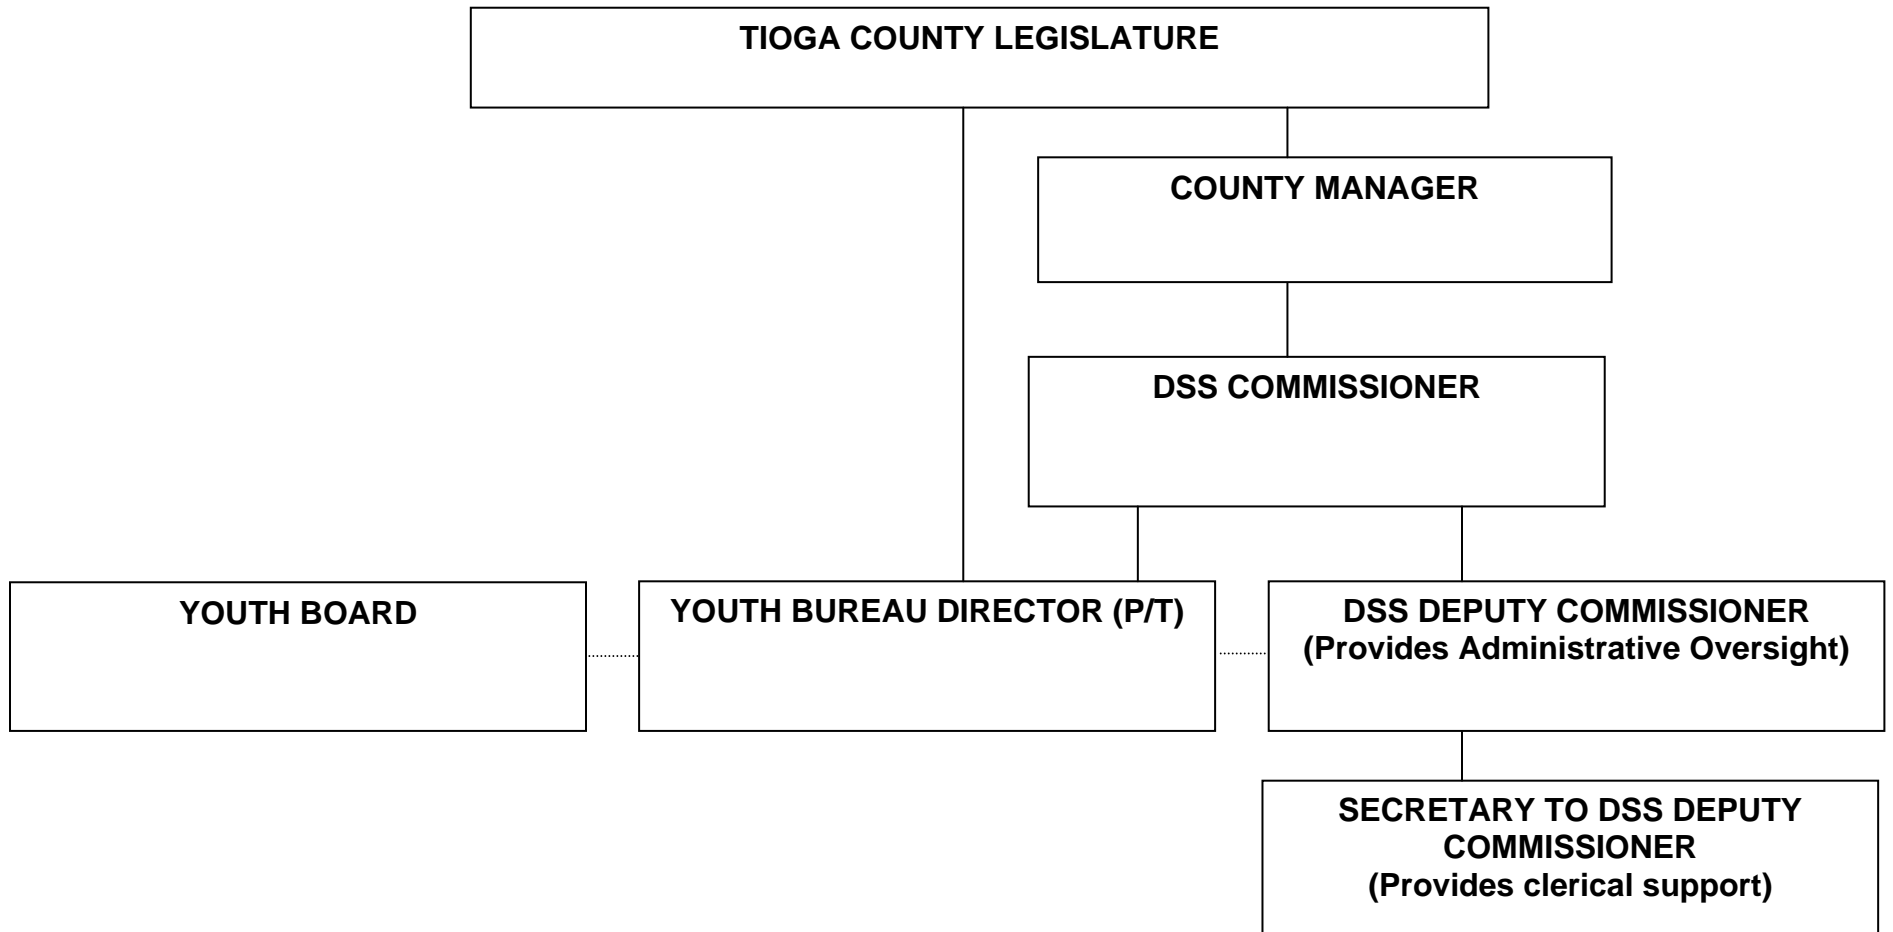 TIOGA COUNTY LEGISLATURE
COUNTY MANAGER
DSS COMMISSIONER
YOUTH BOARD
YOUTH BUREAU DIRECTOR (P/T)
DSS DEPUTY COMMISSIONER
(Provides Administrative Oversight)
SECRETARY TO DSS DEPUTY
COMMISSIONER
(Provides clerical support)